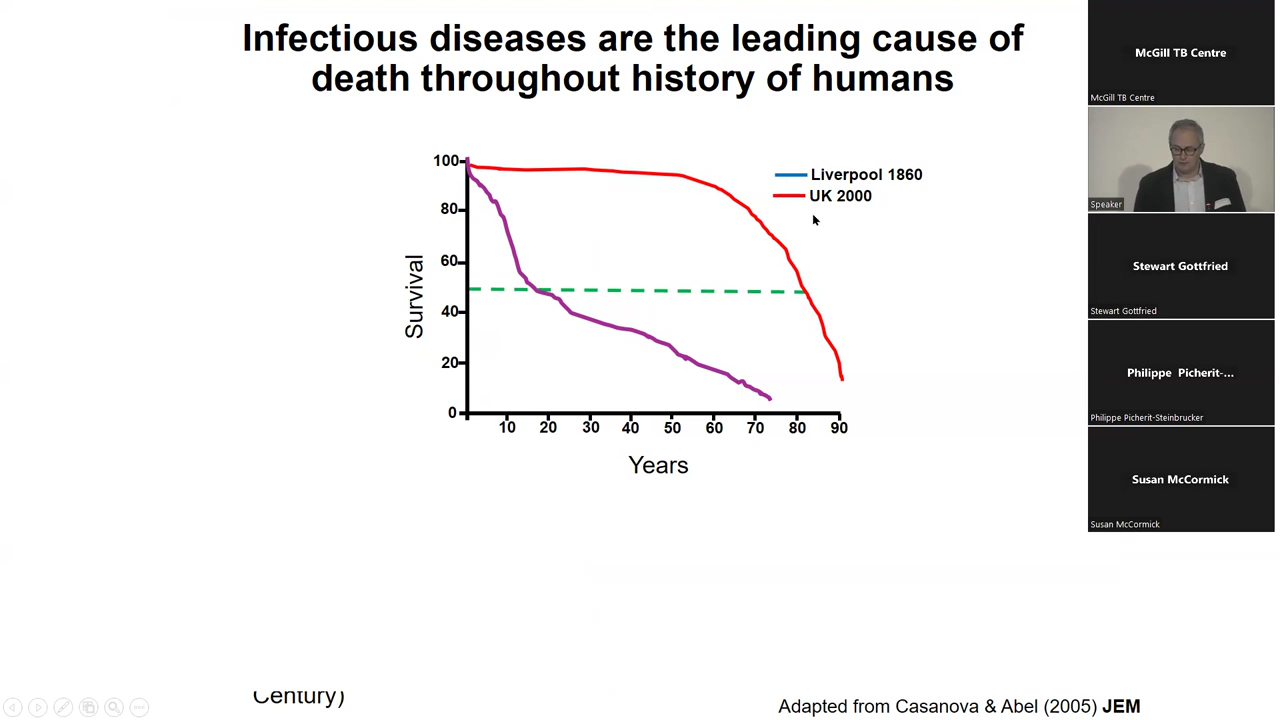 Infectious diseases are the leading cause of
death throughout history of humans
Survival
100
80
60
40
20
0
10 20 30 40 50 60 70 80 90
Years
Liverpool 1860
UK 2000
Century)
Adapted from Casanova & Abel (2005) JEM
McGill TB Centre
McGill TB Centre
Speaker
Stewart Gottfried
Stewart Gottfried
Philippe Picherit-...
Philippe Picherit-Steinbrucker
Susan McCormick
Susan McCormick